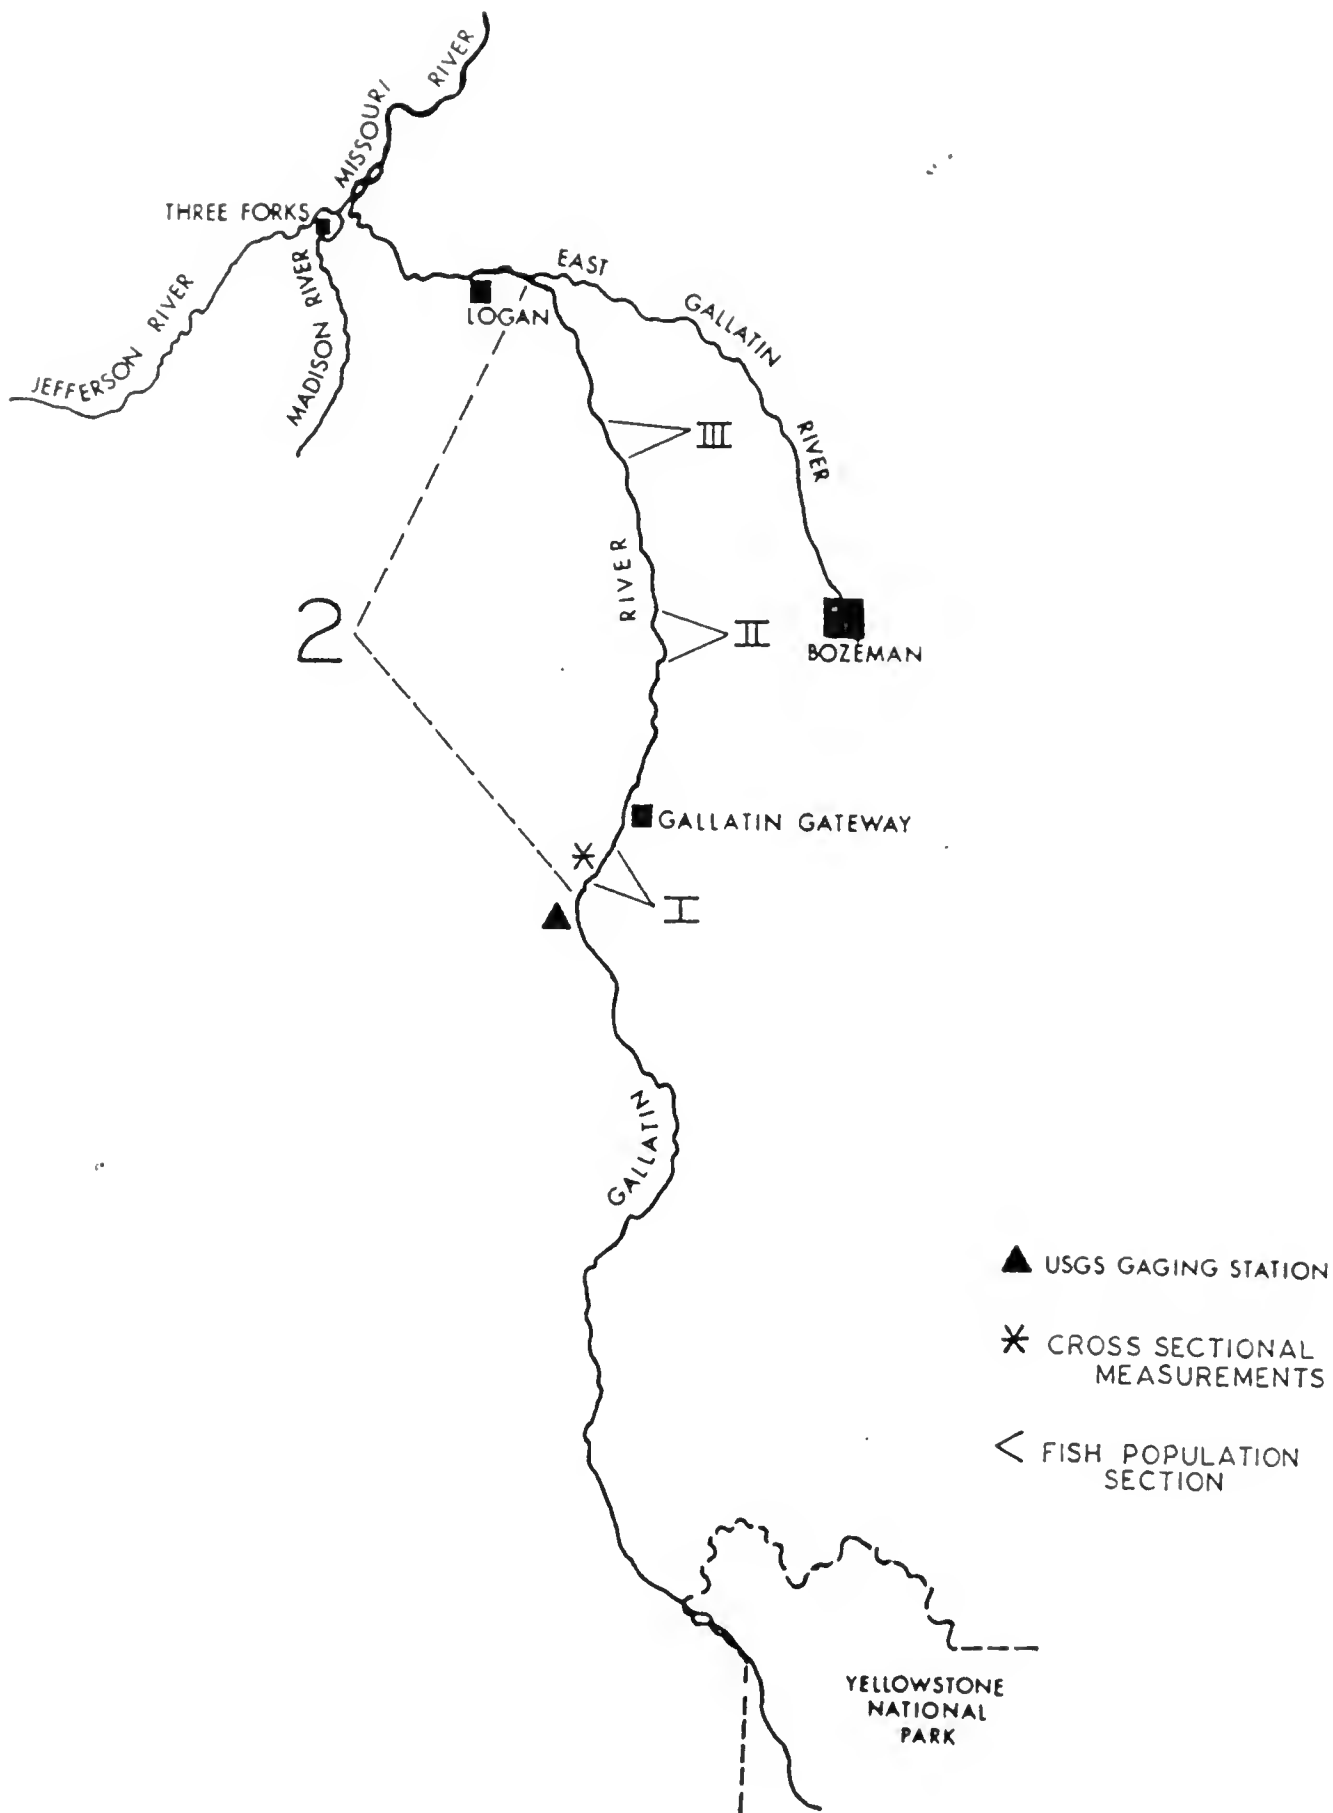 MISSOURI RIVER
THREE FORKS
JEFFERSON RIVER
MADISON RIVER
LOGAN
EAST GALLATIN RIVER
III
RIVER
2
II
BOZEMAN
GALLATIN GATEWAY
I
GALLATIN
USGS GAGING STATION
CROSS SECTIONAL
MEASUREMENTS
FISH POPULATION
SECTION
YELLOWSTONE
NATIONAL
PARK